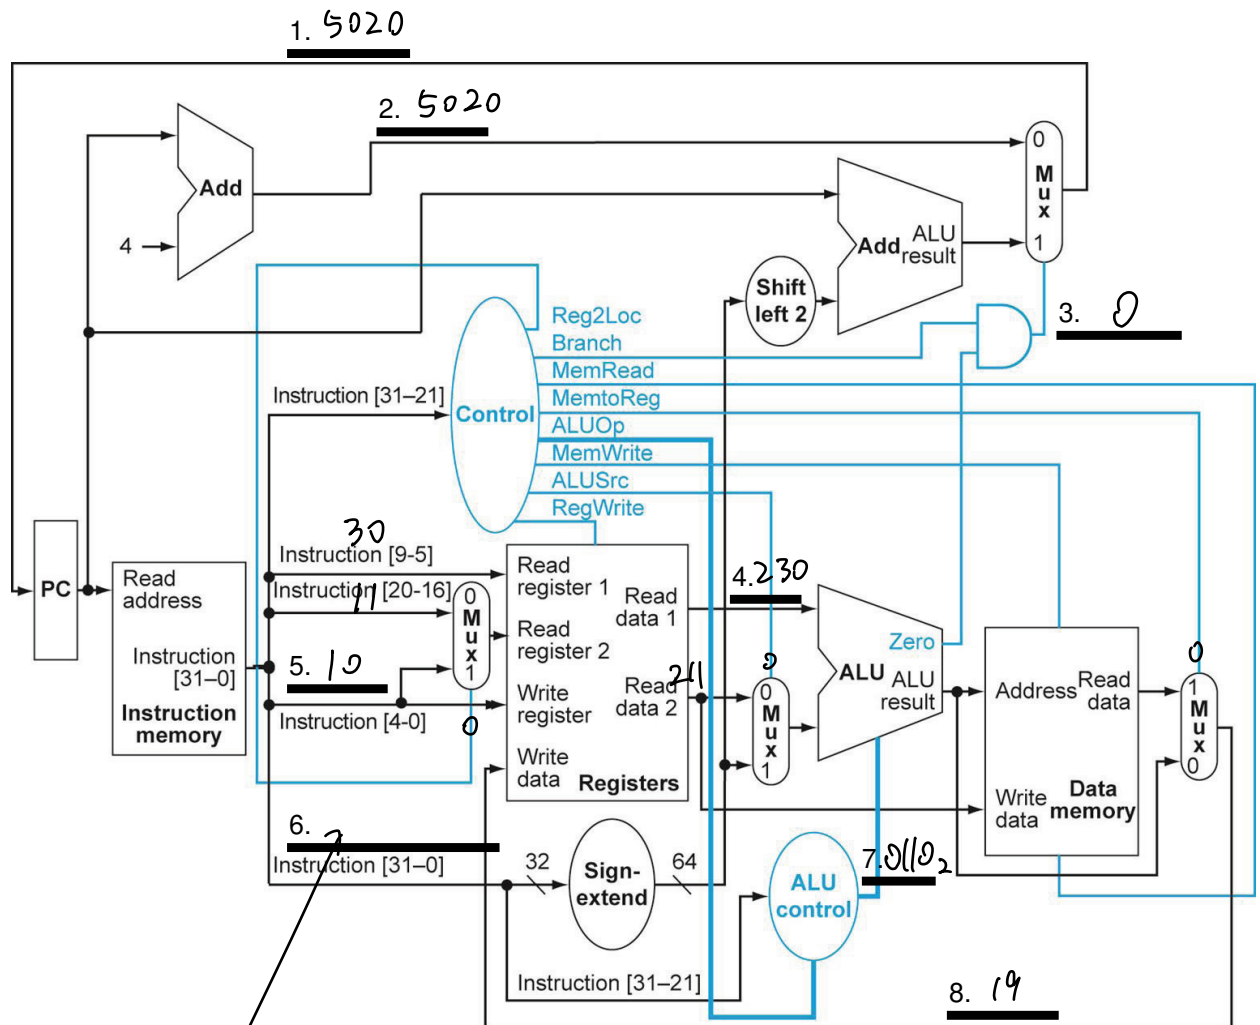 1. 5020
2. 5020
0
Mux
1
Add
4
Add ALU result
Shift left 2
3. 0
Reg2Loc
Branch
MemRead
MemtoReg
ALUOp
MemWrite
ALUSrc
RegWrite
Instruction [31–21]
Control
30
Instruction [9-5]
Instruction [20-16]
11
PC
Read address
Instruction [31–0]
Instruction memory
0
Mux
1
0
5. 10
Instruction [4-0]
Read register 1
Read register 2
Write register
Write data
Registers
Read data 1
Read data 2
211
4. 230
0
0
Mux
1
Zero
ALU
ALU result
Address
Read data
Write data
Data memory
0
1
Mux
0
6.
Instruction [31–0]
32
Sign-extend
64
ALU control
7. 0110₂
Instruction [31–21]
8. 19